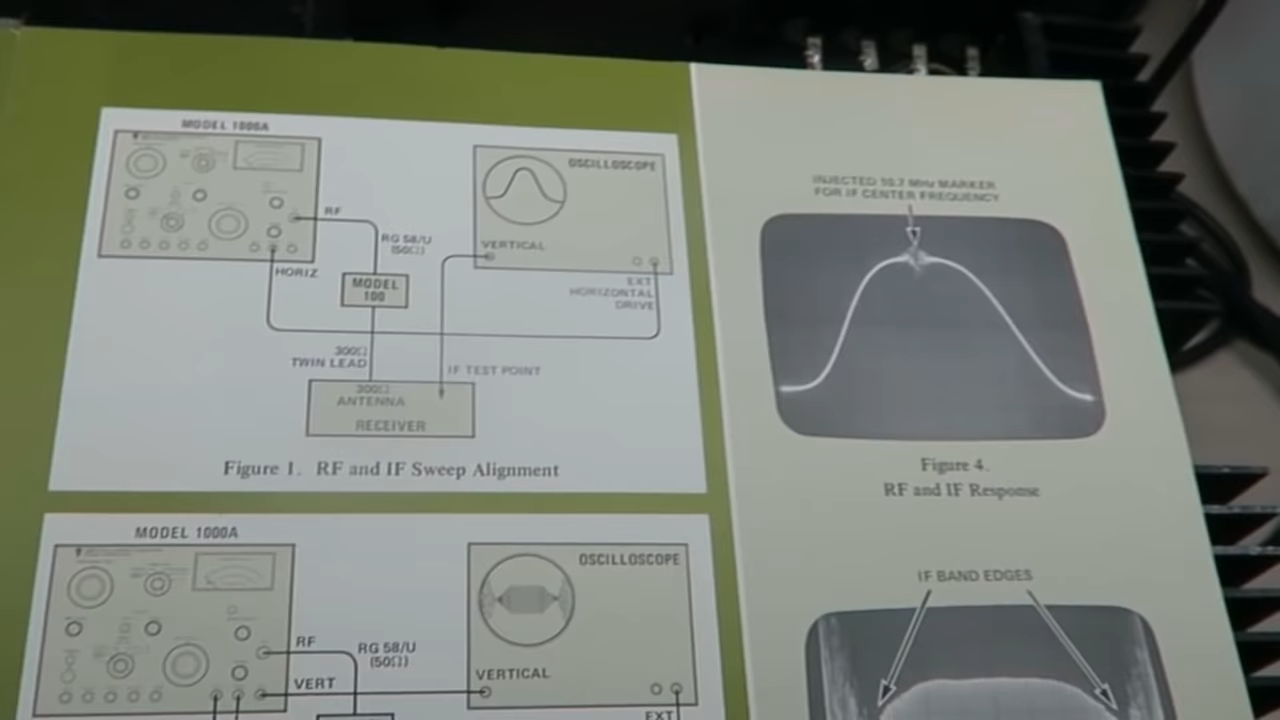 MODEL 1000A
OSCILLOSCOPE
RF
RG 58/U
(50Ω)
VERTICAL
HORIZ
MODEL
100
EXT
HORIZONTAL
DRIVE
300Ω
TWIN LEAD
IF TEST POINT
300Ω
ANTENNA
RECEIVER
Figure 1. RF and IF Sweep Alignment
MODEL 1000A
OSCILLOSCOPE
RF
RG 58/U
(50Ω)
VERT
VERTICAL
EXT
INJECTED 10.7 MHz MARKER
FOR IF CENTER FREQUENCY
Figure 4.
RF and IF Response
IF BAND EDGES